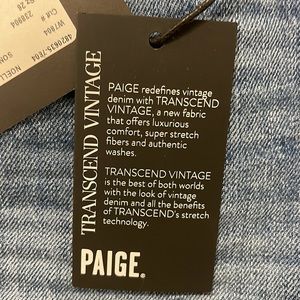 TRANSCEND VINTAGE
PAIGE redefines vintage
denim with TRANSCEND
VINTAGE, a new fabric
that offers luxurious
comfort, super stretch
fibers and authentic
washes.
TRANSCEND VINTAGE
is the best of both worlds
with the look of vintage
denim and all the benefits
of TRANSCEND's stretch
technology.
PAIGE®
Cut #
228904